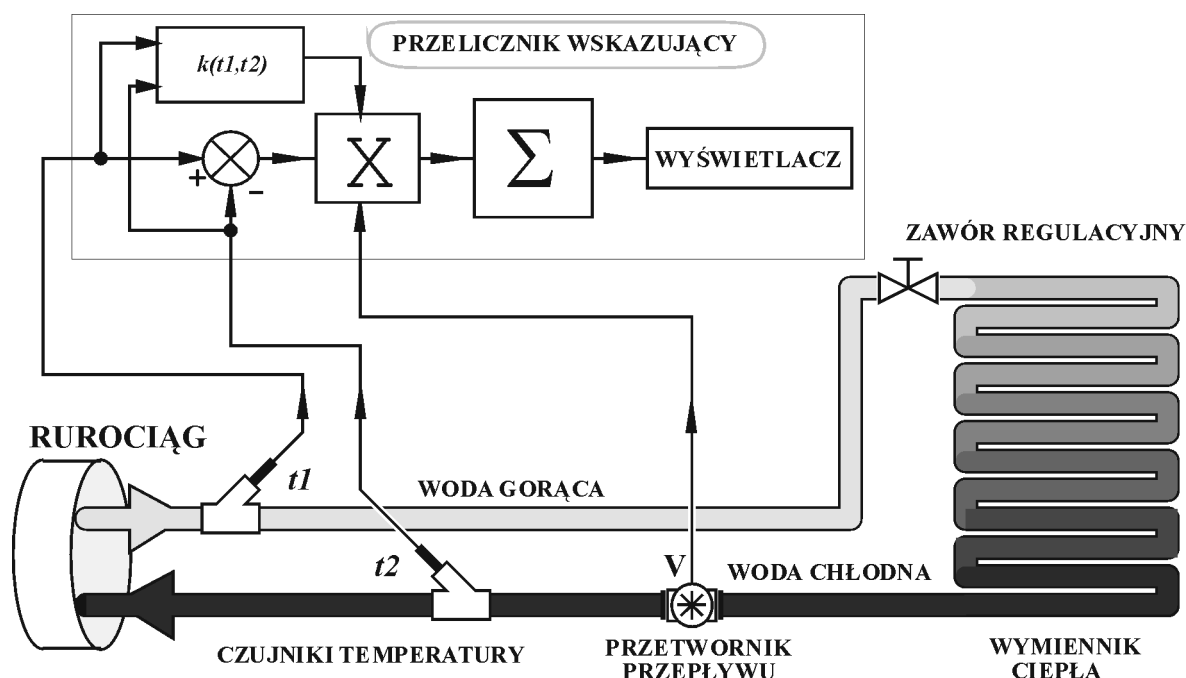 PRZELICZNIK WSKAZUJĄCY
k(t1,t2)
X
Σ
WYŚWIETLACZ
+
−
ZAWÓR REGULACYJNY
RUROCIĄG
t1
WODA GORĄCA
t2
V
WODA CHŁODNA
CZUJNIKI TEMPERATURY
PRZETWORNIK
PRZEPŁYWU
WYMIENNIK
CIEPŁA